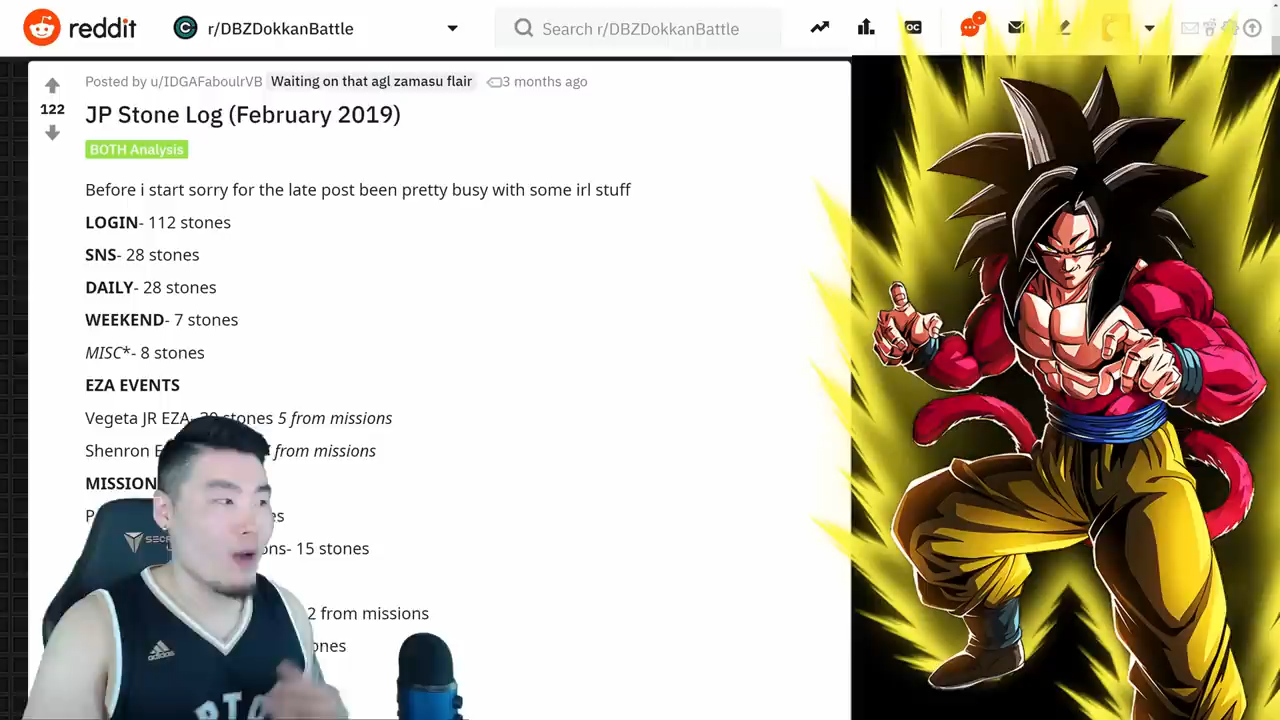 reddit r/DBZDokkanBattle Search r/DBZDokkanBattle OC
Posted by u/IDGAFaboulrVB Waiting on that agl zamasu flair 3 months ago
122
JP Stone Log (February 2019)
BOTH Analysis
Before i start sorry for the late post been pretty busy with some irl stuff
LOGIN- 112 stones
SNS- 28 stones
DAILY- 28 stones
WEEKEND- 7 stones
MISC*- 8 stones
EZA EVENTS
Vegeta JR EZA- stones 5 from missions
Shenron from missions
MISSION
- 15 stones
2 from missions